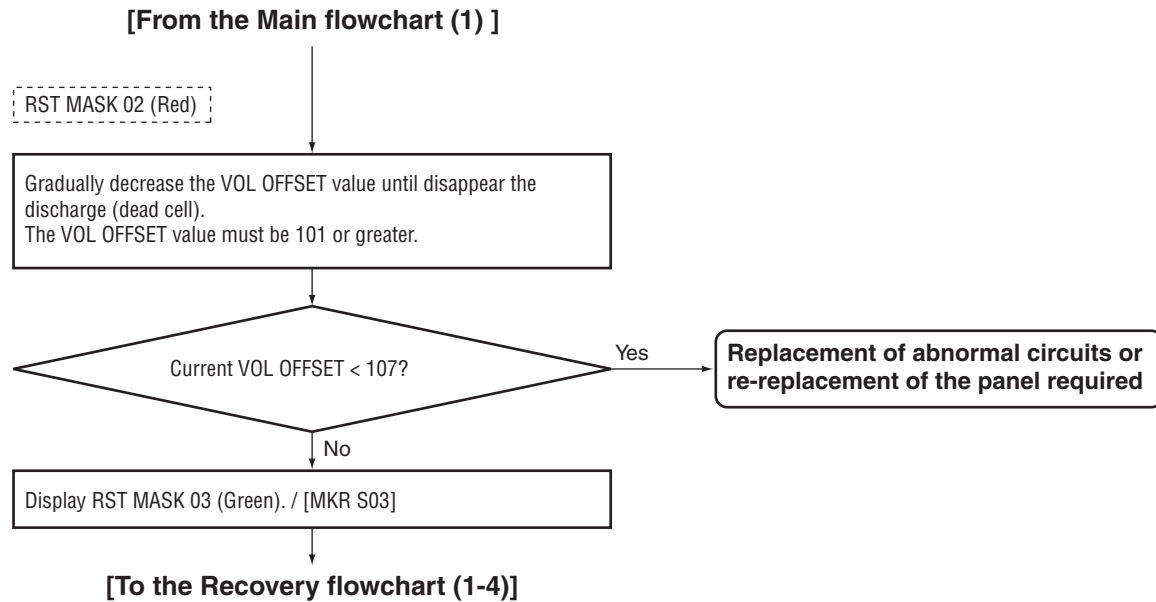 [From the Main flowchart (1) ]
RST MASK 02 (Red)
Gradually decrease the VOL OFFSET value until disappear the
discharge (dead cell).
The VOL OFFSET value must be 101 or greater.
Current VOL OFFSET < 107?
Yes
Replacement of abnormal circuits or
re-replacement of the panel required
No
Display RST MASK 03 (Green). / [MKR S03]
[To the Recovery flowchart (1-4)]